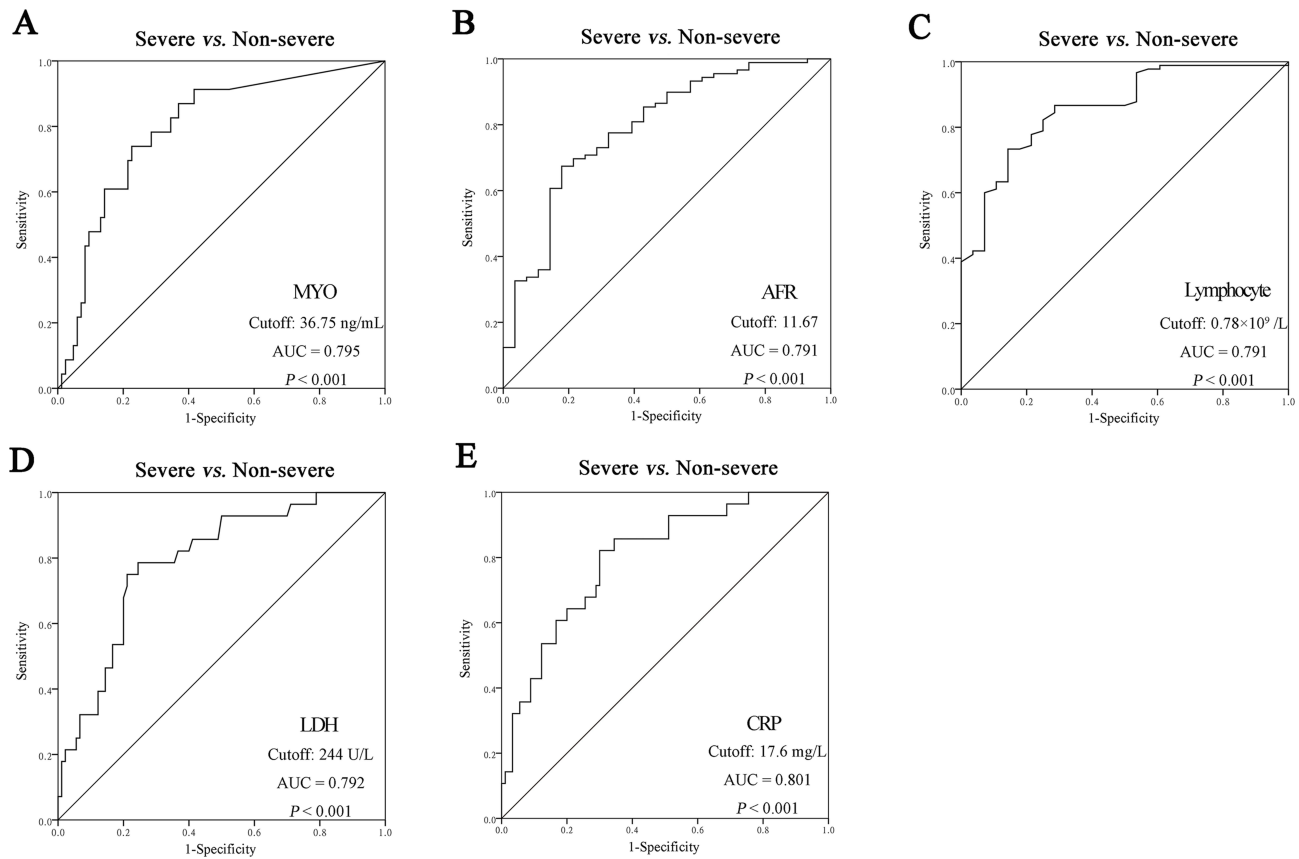 A
Severe vs. Non-severe
1.0
0.8
0.6
0.4
0.2
0.0
Sensitivity
MYO
Cutoff: 36.75 ng/mL
AUC = 0.795
P < 0.001
0.0 0.2 0.4 0.6 0.8 1.0
1-Specificity
B
Severe vs. Non-severe
1.0
0.8
0.6
0.4
0.2
0.0
Sensitivity
AFR
Cutoff: 11.67
AUC = 0.791
P < 0.001
0.0 0.2 0.4 0.6 0.8 1.0
1-Specificity
C
Severe vs. Non-severe
1.0
0.8
0.6
0.4
0.2
0.0
Sensitivity
Lymphocyte
Cutoff: 0.78×10⁹ /L
AUC = 0.791
P < 0.001
0.0 0.2 0.4 0.6 0.8 1.0
1-Specificity
D
Severe vs. Non-severe
1.0
0.8
0.6
0.4
0.2
0.0
Sensitivity
LDH
Cutoff: 244 U/L
AUC = 0.792
P < 0.001
0.0 0.2 0.4 0.6 0.8 1.0
1-Specificity
E
Severe vs. Non-severe
1.0
0.8
0.6
0.4
0.2
0.0
Sensitivity
CRP
Cutoff: 17.6 mg/L
AUC = 0.801
P < 0.001
0.0 0.2 0.4 0.6 0.8 1.0
1-Specificity